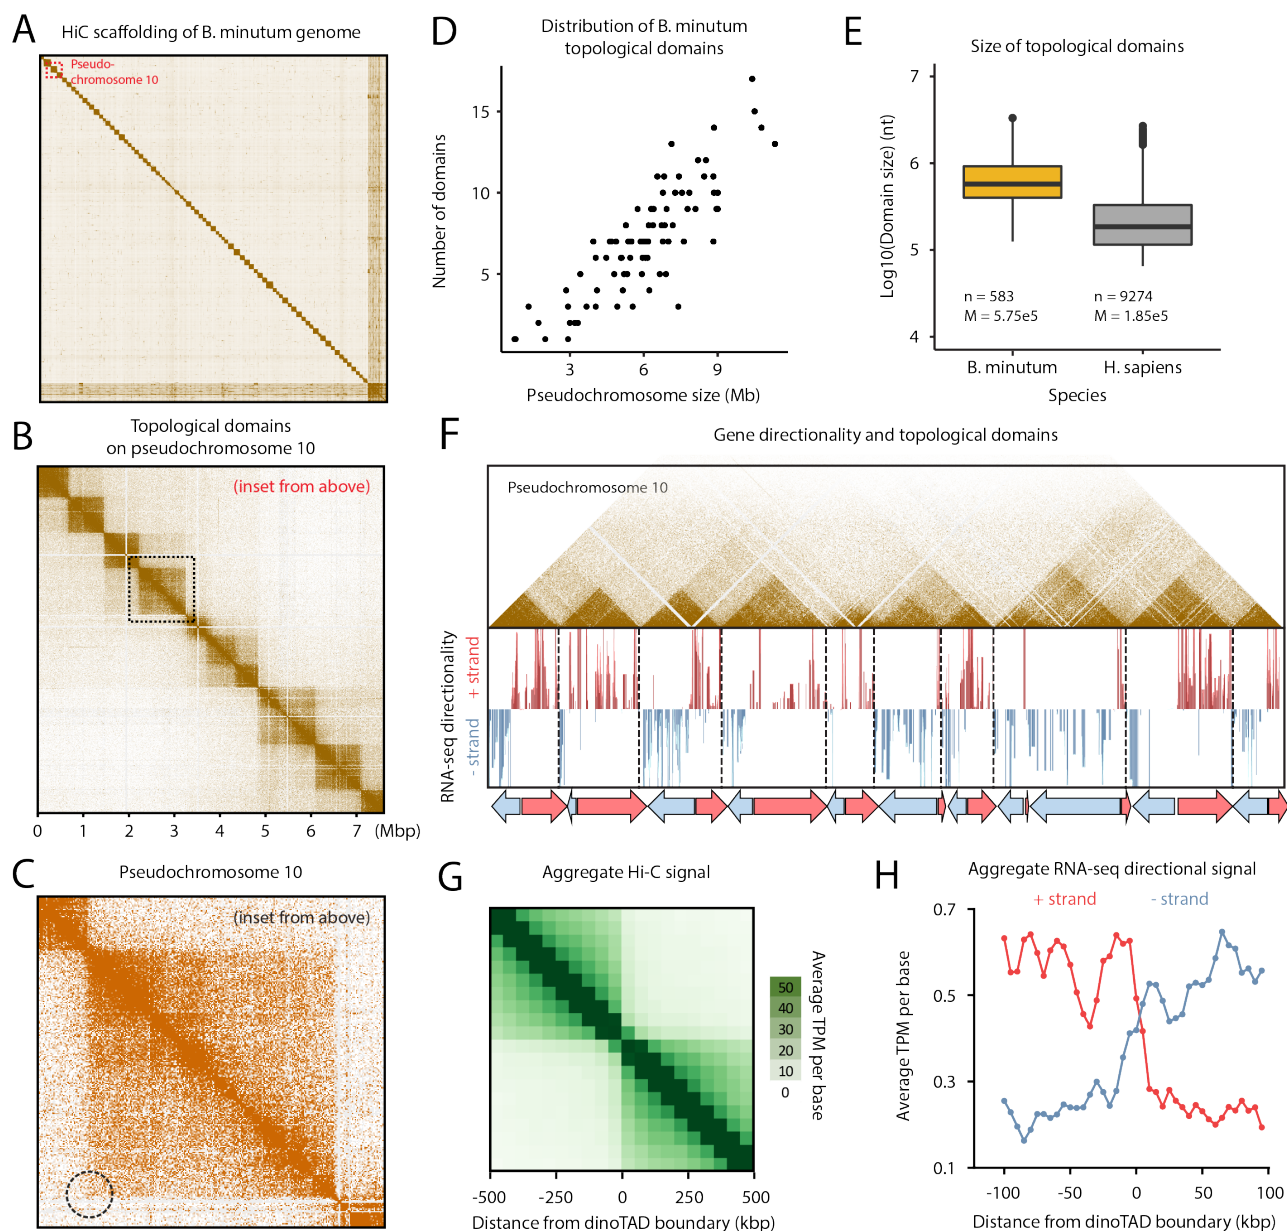 A
HiC scaffolding of B. minutum genome
Pseudo-
chromosome 10
B
Topological domains
on pseudochromosome 10
(inset from above)
0 1 2 3 4 5 6 7 (Mbp)
C
Pseudochromosome 10
(inset from above)
D
Distribution of B. minutum
topological domains
Number of domains
15
10
5
3 6 9
Pseudochromosome size (Mb)
E
Size of topological domains
Log10(Domain size) (nt)
7
6
5
4
n = 583
M = 5.75e5
n = 9274
M = 1.85e5
B. minutum H. sapiens
Species
F
Gene directionality and topological domains
Pseudochromosome 10
RNA-seq directionality
- strand + strand
G
Aggregate Hi-C signal
50
40
30
20
10
0
Average TPM per base
-500 -250 0 250 500
Distance from dinoTAD boundary (kbp)
H
Aggregate RNA-seq directional signal
+ strand - strand
Average TPM per base
0.7
0.5
0.3
0.1
-100 -50 0 50 100
Distance from dinoTAD boundary (kbp)